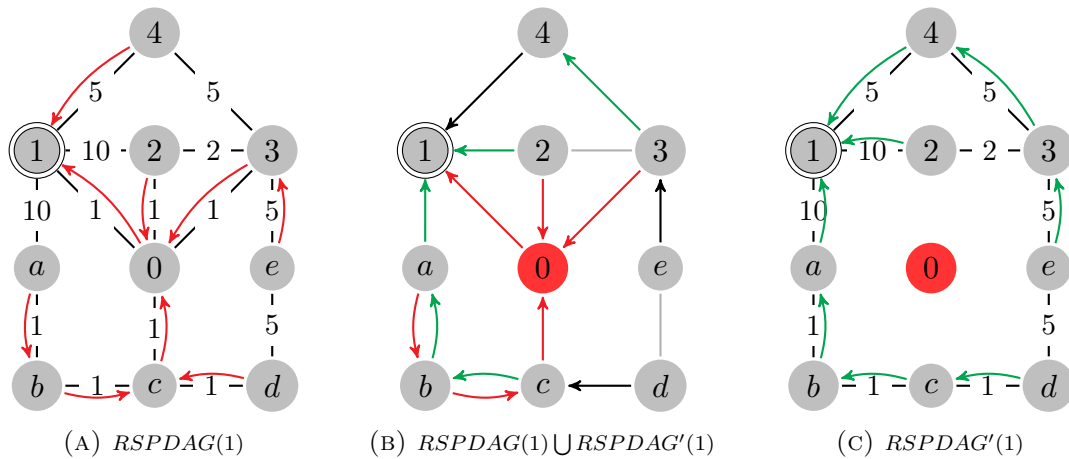 4 4 4
5 5 5 5
1 10 2 2 3 1 2 3 1 10 2 2 3
10 1 1 1 5 10 5
a 0 e a 0 e a 0 e
1 1 5 1 5
b 1 c 1 d b c d b 1 c 1 d
(A) RSPDAG(1) (B) RSPDAG(1) ⋃ RSPDAG′(1) (C) RSPDAG′(1)